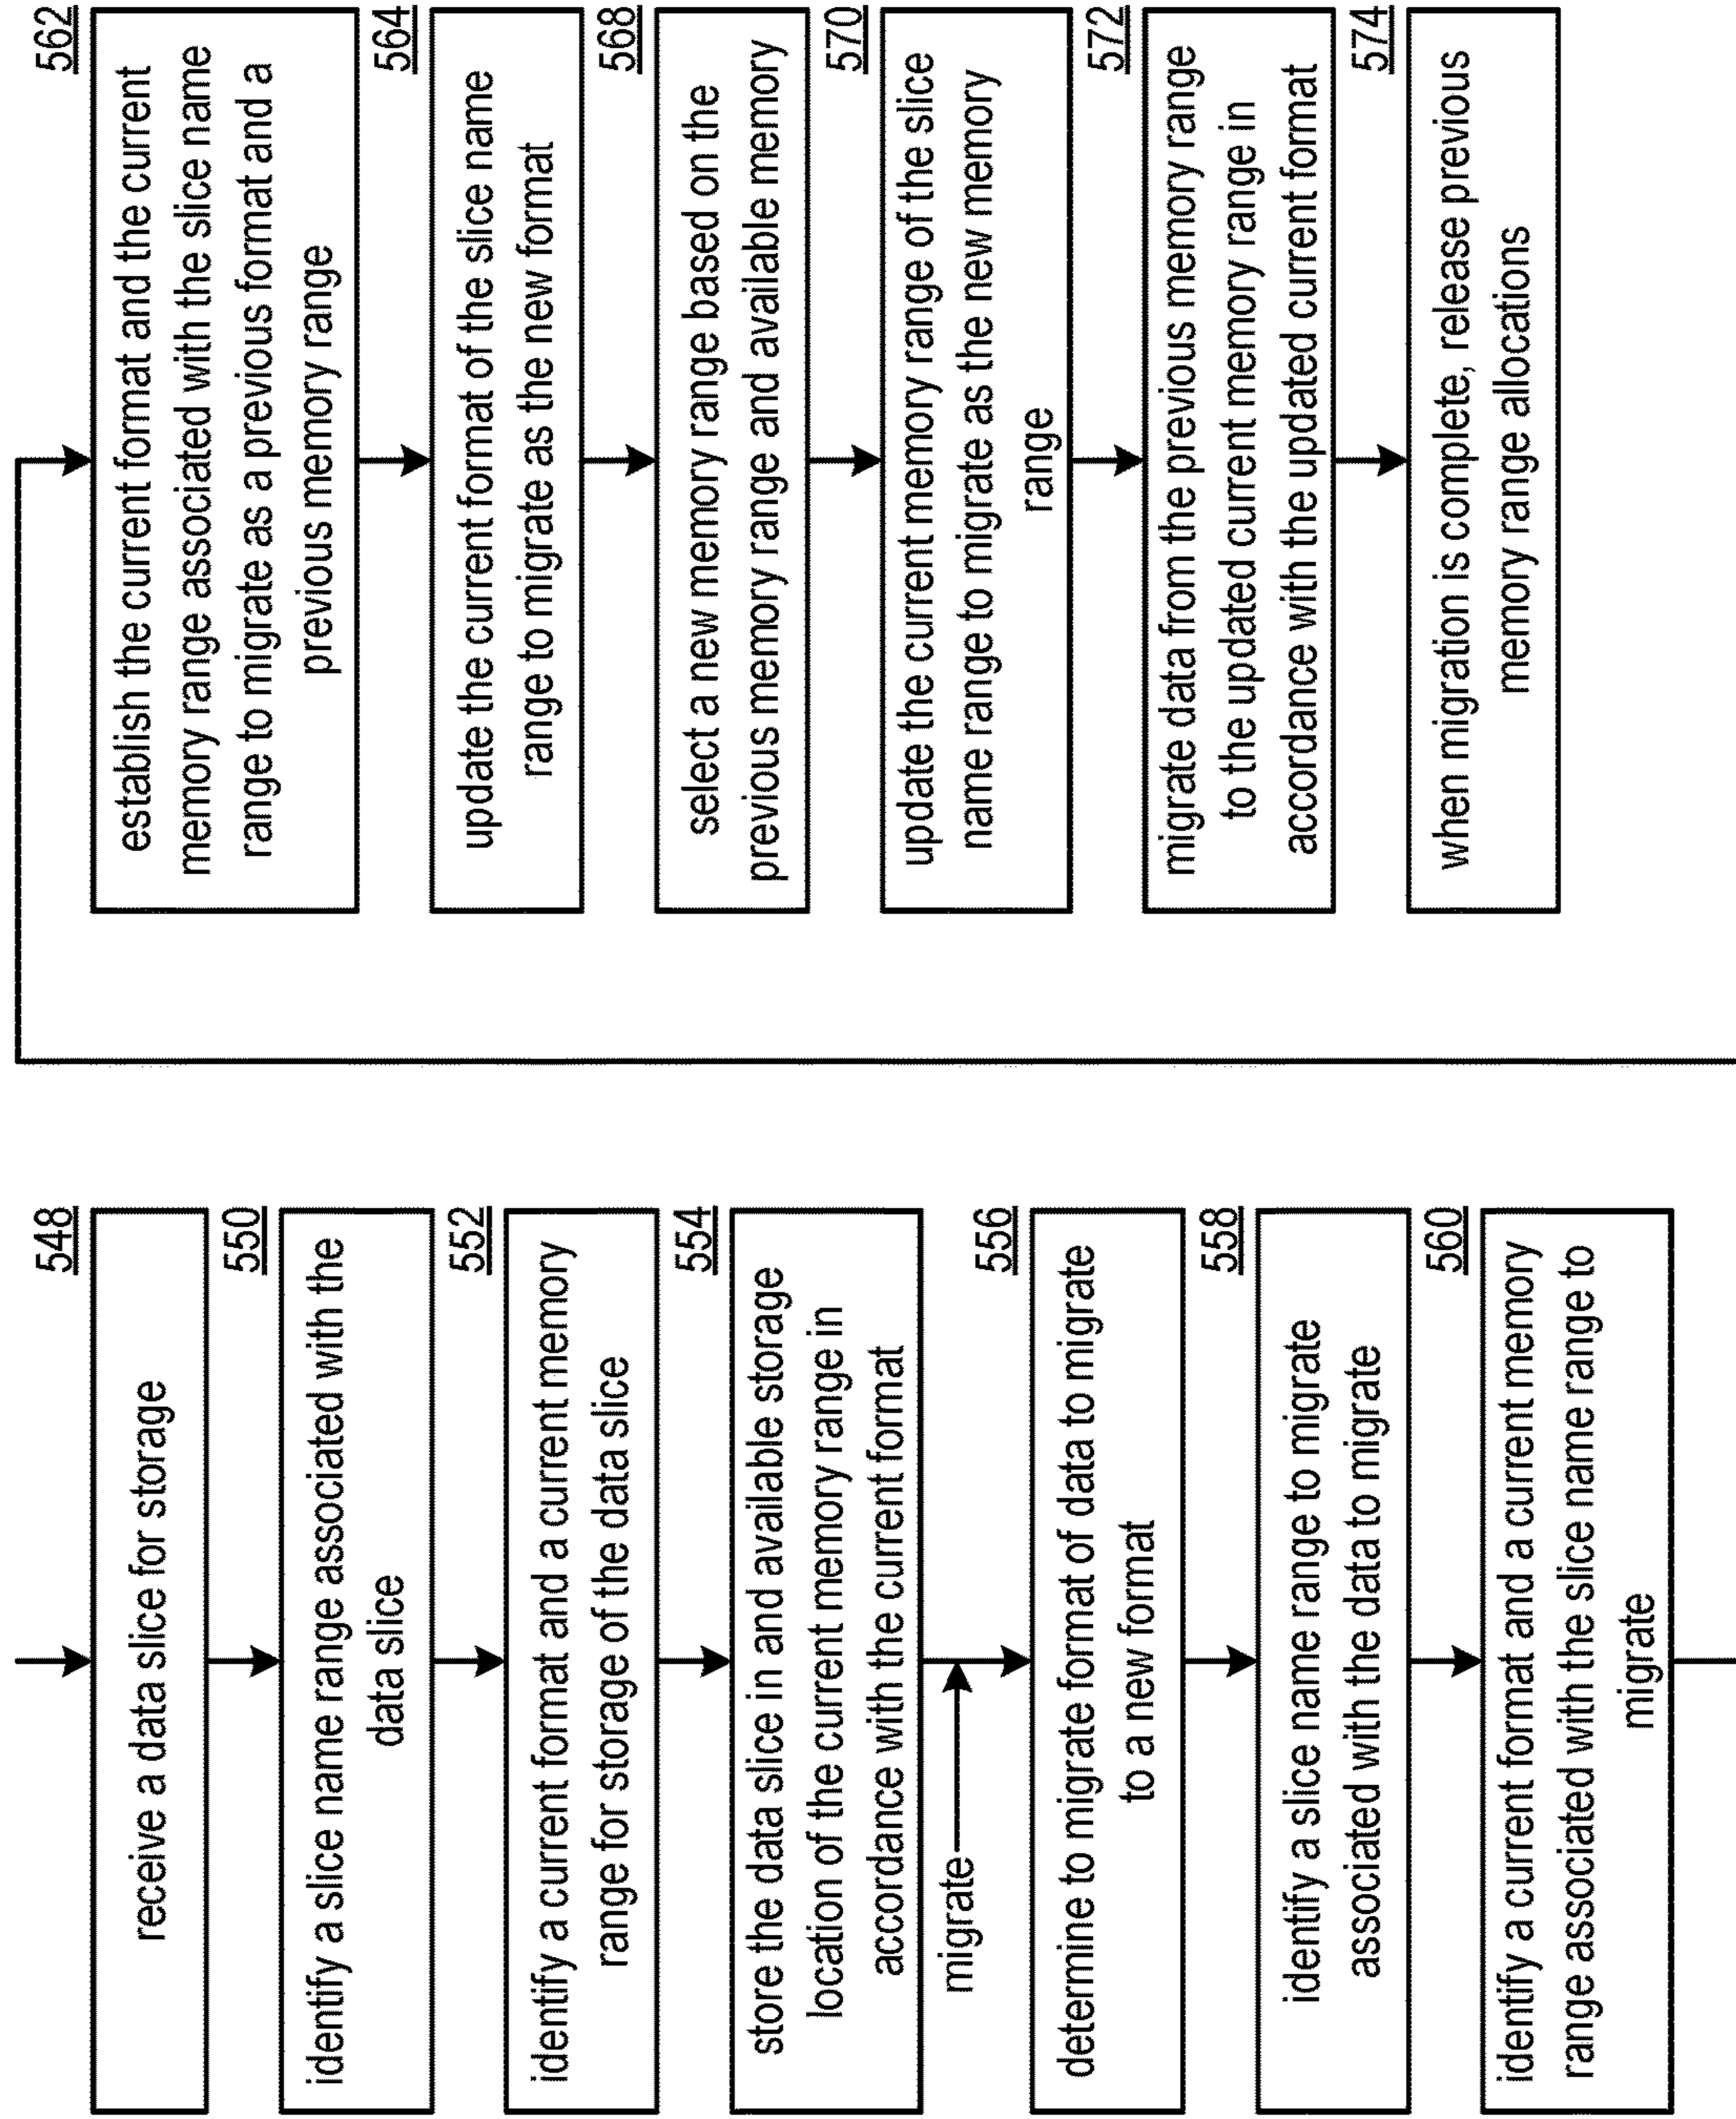 548
receive a data slice for storage
550
identify a slice name range associated with the
data slice
552
identify a current format and a current memory
range for storage of the data slice
554
store the data slice in and available storage
location of the current memory range in
accordance with the current format
migrate
556
determine to migrate format of data to migrate
to a new format
558
identify a slice name range to migrate
associated with the data to migrate
560
identify a current format and a current memory
range associated with the slice name range to
migrate
562
establish the current format and the current
memory range associated with the slice name
range to migrate as a previous format and a
previous memory range
564
update the current format of the slice name
range to migrate as the new format
568
select a new memory range based on the
previous memory range and available memory
570
update the current memory range of the slice
name range to migrate as the new memory
range
572
migrate data from the previous memory range
to the updated current memory range in
accordance with the updated current format
574
when migration is complete, release previous
memory range allocations